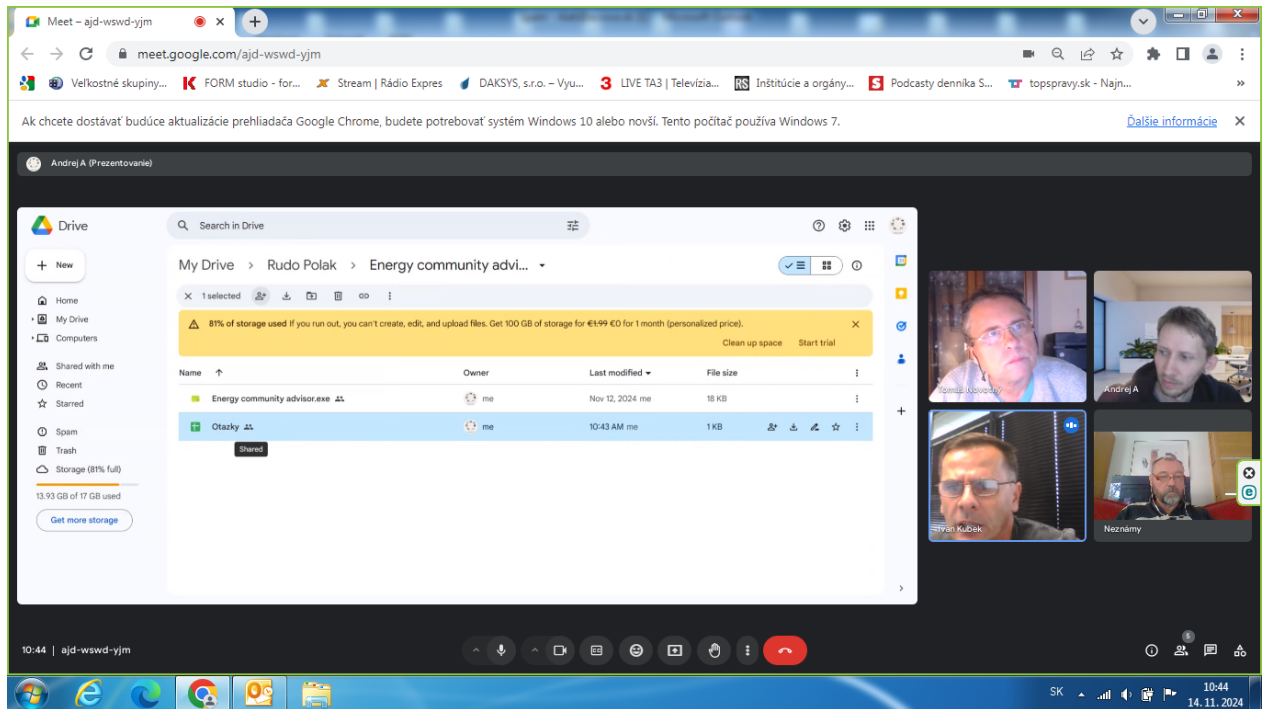 Meet – ajd-wswd-yjm
meet.google.com/ajd-wswd-yjm
Veľkostné skupiny... FORM studio - for... Stream | Rádio Expres DAKSYS, s.r.o. – Vyu... LIVE TA3 | Televízia... Inštitúcie a orgány... Podcasty denníka S... topspravy.sk - Najn... »
Ak chcete dostávať budúce aktualizácie prehliadača Google Chrome, budete potrebovať systém Windows 10 alebo novší. Tento počítač používa Windows 7. Ďalšie informácie
Andrej A (Prezentovanie)
Drive
Search in Drive
New
My Drive > Rudo Polak > Energy community advi...
1 selected
Home
My Drive
Computers
Shared with me
Recent
Starred
Spam
Trash
Storage (81% full)
13.93 GB of 17 GB used
Get more storage
81% of storage used If you run out, you can't create, edit, and upload files. Get 100 GB of storage for €1.99 €0 for 1 month (personalized price).
Clean up space Start trial
Name Owner Last modified File size
Energy community advisor.exe me Nov 12, 2024 me 18 KB
Otazky me 10:43 AM me 1 KB
Shared
Andrej A
Ivan Kubek
Neznámy
10:44 | ajd-wswd-yjm
5
SK
10:44
14. 11. 2024